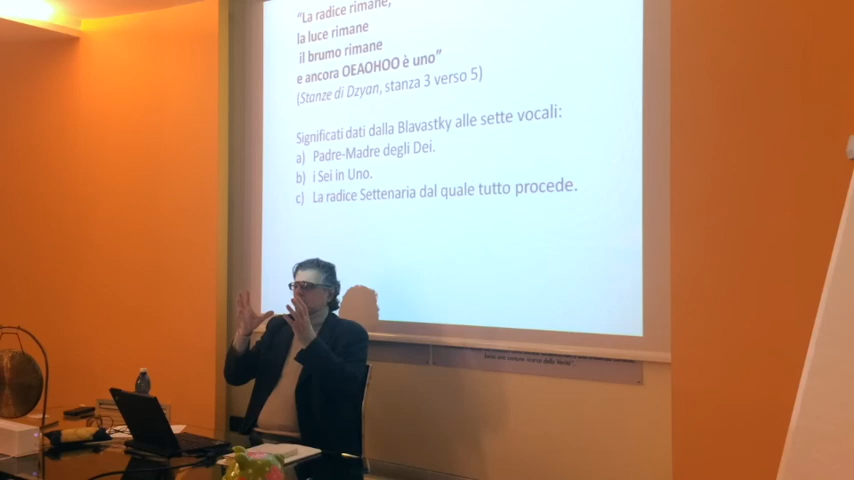 “La radice rimane,
la luce rimane
il brumo rimane
e ancora OEAOHOO è uno”
(Stanze di Dzyan, stanza 3 verso 5)
Significati dati dalla Blavastky alle sette vocali:
a) Padre-Madre degli Dei.
b) i Sei in Uno.
c) La radice Settenaria dal quale tutto procede.